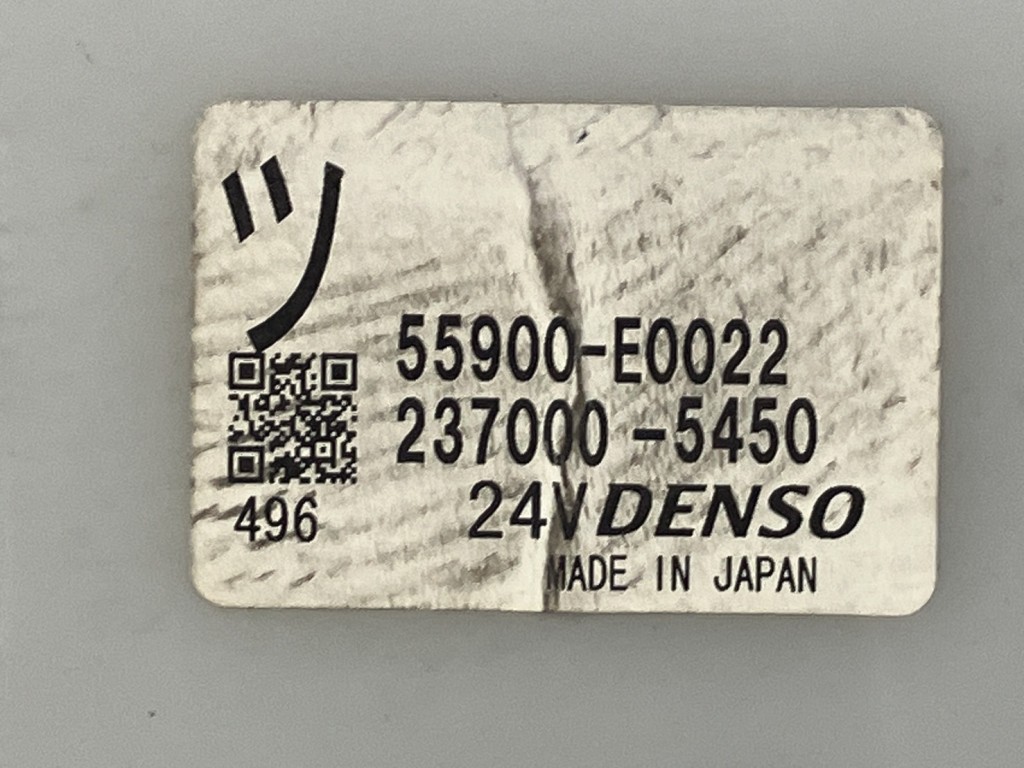 ツ
55900-E0022
237000-5450
496
24V DENSO
MADE IN JAPAN